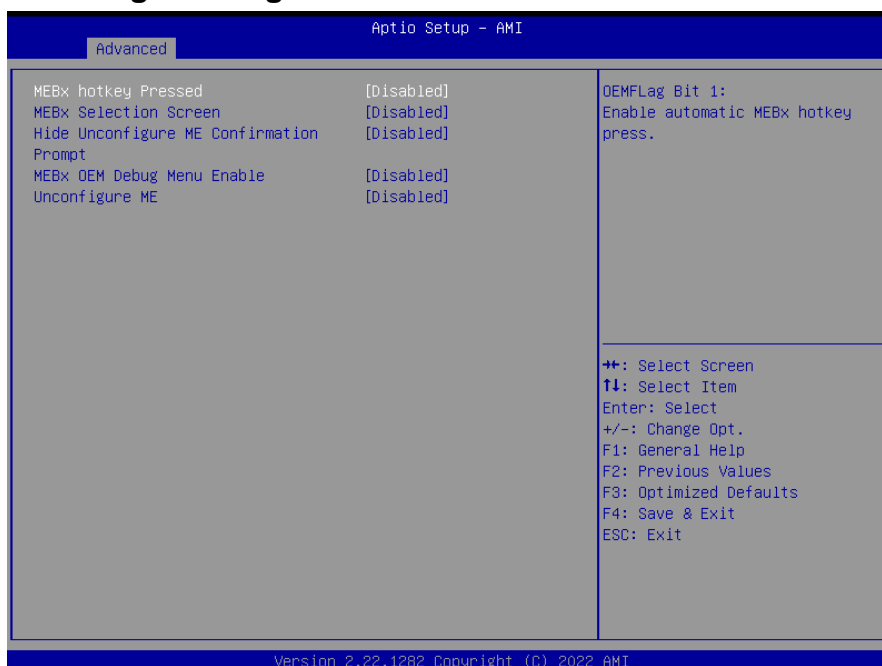 Aptio Setup - AMI
Advanced
MEBx hotkey Pressed [Disabled]
MEBx Selection Screen [Disabled]
Hide Unconfigure ME Confirmation [Disabled]
Prompt
MEBx OEM Debug Menu Enable [Disabled]
Unconfigure ME [Disabled]
OEMFLag Bit 1:
Enable automatic MEBx hotkey
press.
→←: Select Screen
↑↓: Select Item
Enter: Select
+/-: Change Opt.
F1: General Help
F2: Previous Values
F3: Optimized Defaults
F4: Save & Exit
ESC: Exit
Version 2.22.1282 Copyright (C) 2022 AMI